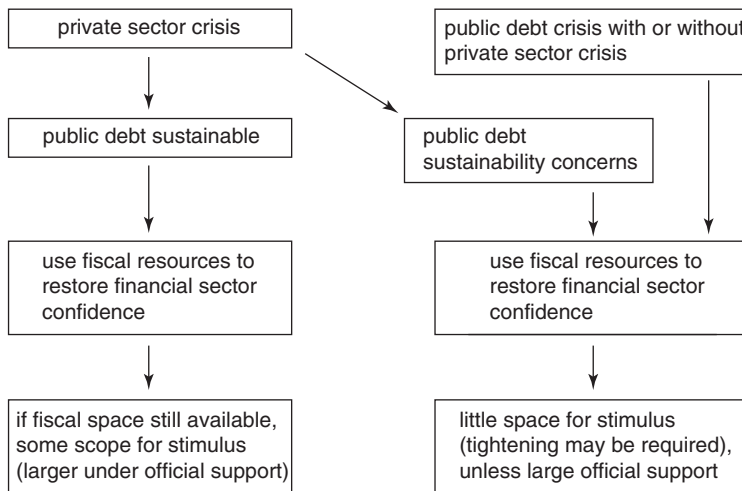 private sector crisis
public debt crisis with or without
private sector crisis
public debt sustainable
public debt
sustainability concerns
use fiscal resources to
restore financial sector
confidence
use fiscal resources to
restore financial sector
confidence
if fiscal space still available,
some scope for stimulus
(larger under official support)
little space for stimulus
(tightening may be required),
unless large official support